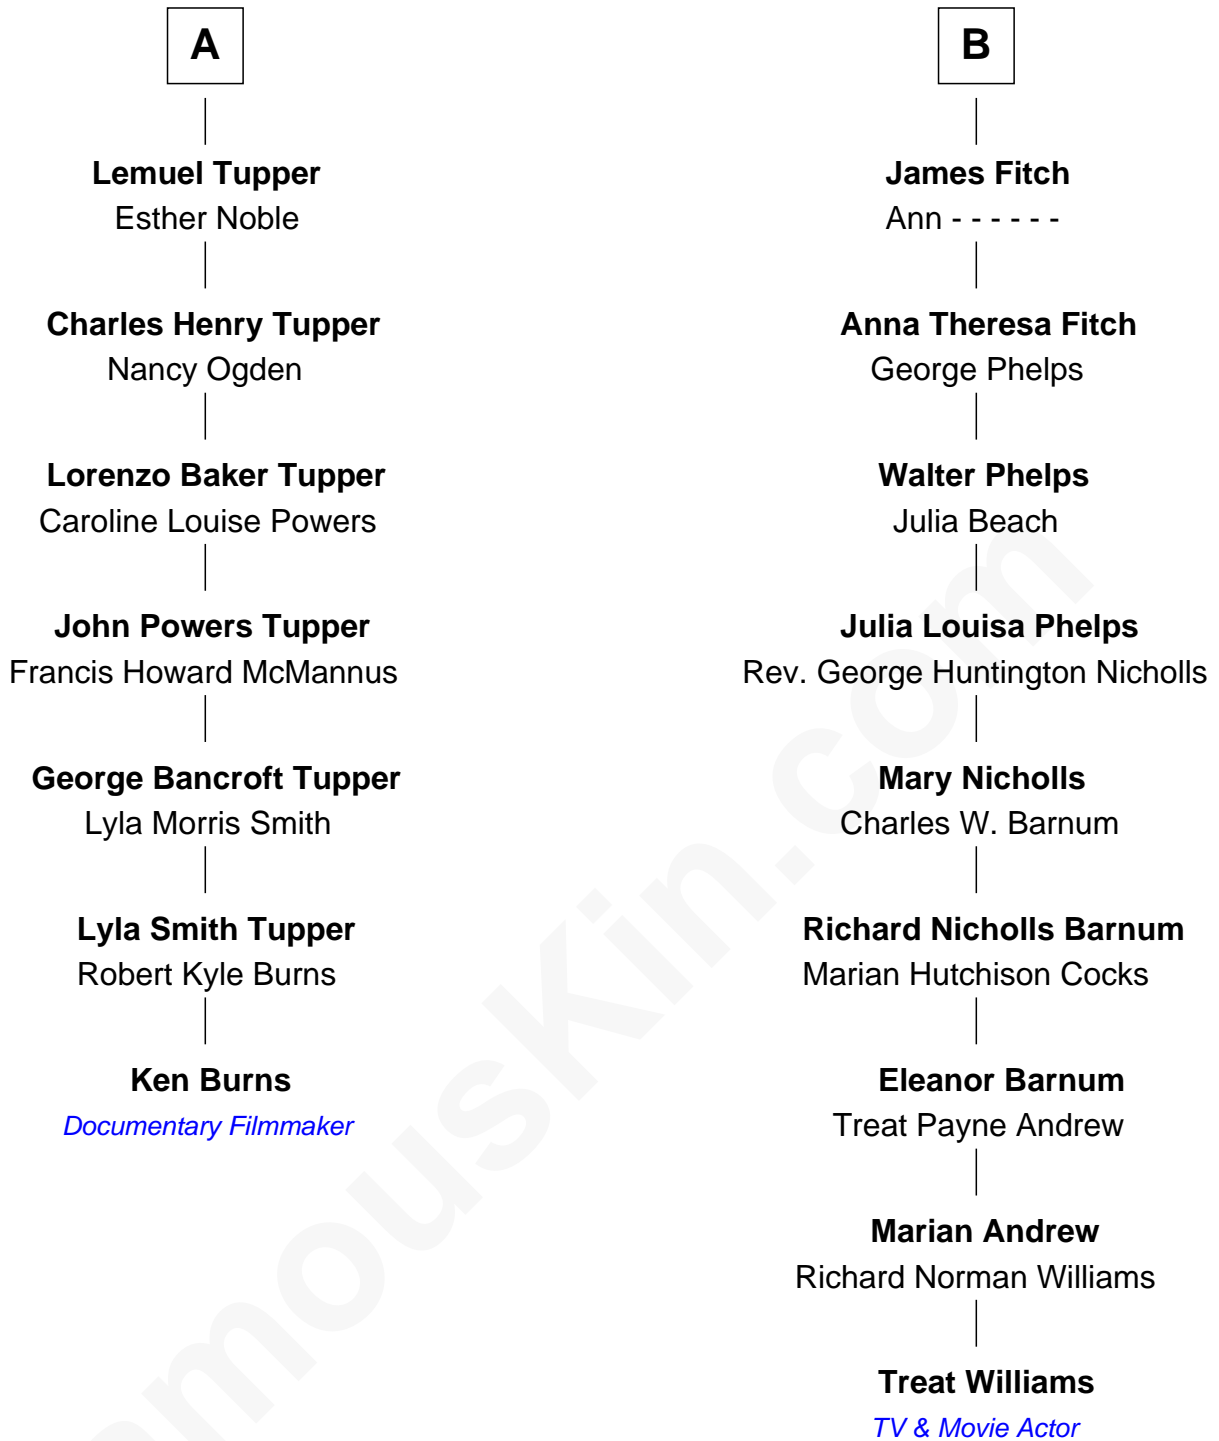 A
Lemuel Tupper
Esther Noble
Charles Henry Tupper
Nancy Ogden
Lorenzo Baker Tupper
Caroline Louise Powers
John Powers Tupper
Francis Howard McMannus
George Bancroft Tupper
Lyla Morris Smith
Lyla Smith Tupper
Robert Kyle Burns
Ken Burns
Documentary Filmmaker
B
James Fitch
Ann - - - - - -
Anna Theresa Fitch
George Phelps
Walter Phelps
Julia Beach
Julia Louisa Phelps
Rev. George Huntington Nicholls
Mary Nicholls
Charles W. Barnum
Richard Nicholls Barnum
Marian Hutchison Cocks
Eleanor Barnum
Treat Payne Andrew
Marian Andrew
Richard Norman Williams
Treat Williams
TV & Movie Actor
amousKin.com